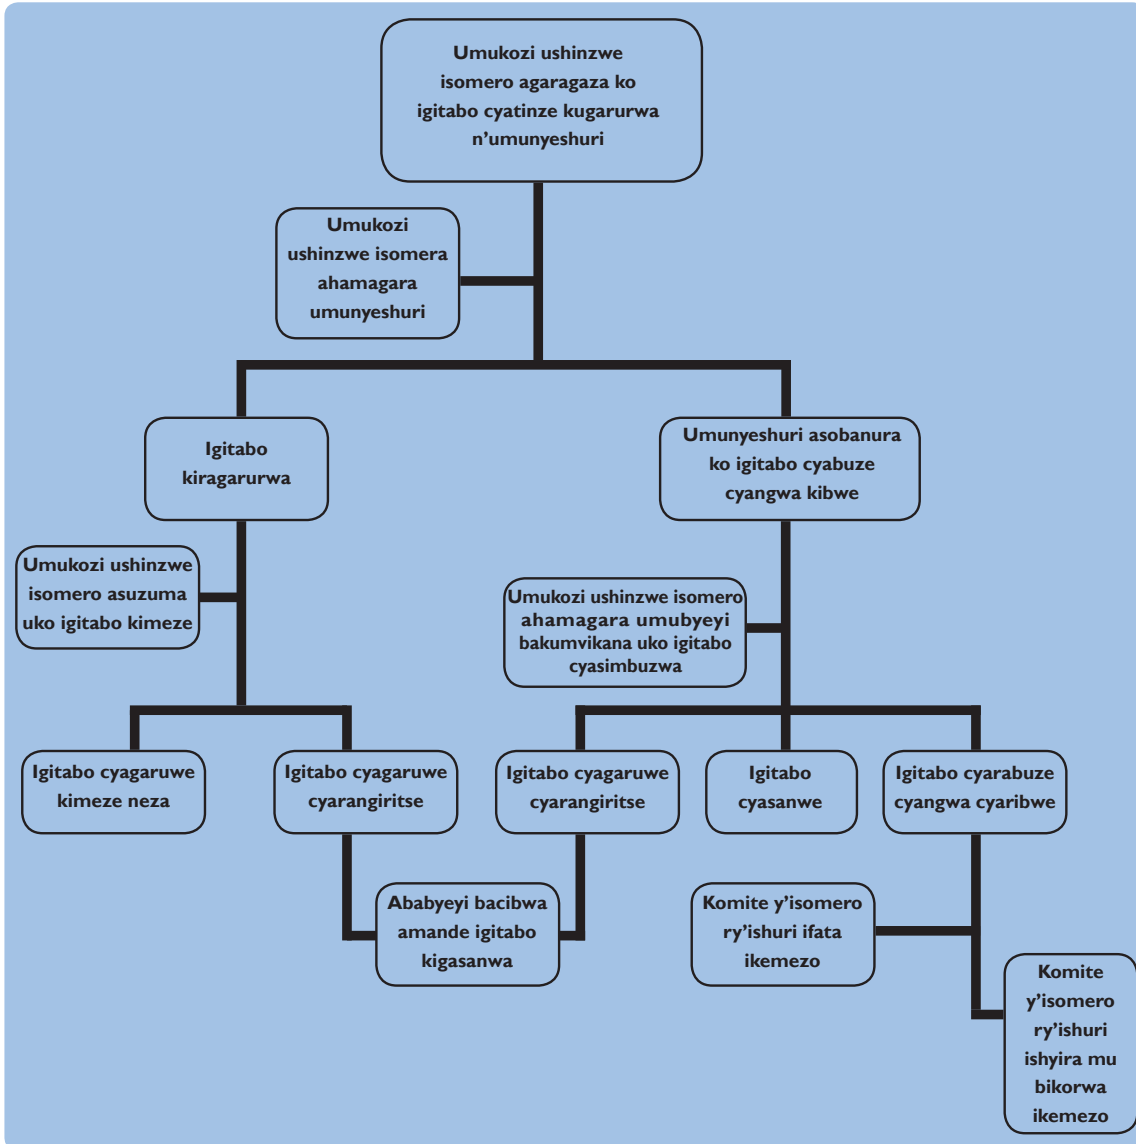 Umukozi ushinzwe
isomero agaragaza ko
igitabo cyatinze kugarurwa
n’umunyeshuri
Umukozi
ushinzwe isomera
ahamagara
umunyeshuri
Igitabo
kiragarurwa
Umunyeshuri asobanura
ko igitabo cyabuze
cyangwa kibwe
Umukozi ushinzwe
isomero asuzuma
uko igitabo kimeze
Umukozi ushinzwe isomero
ahamagara umubyeyi
bakumvikana uko igitabo
cyasimbuzwa
Igitabo cyagaruwe
kimeze neza
Igitabo cyagaruwe
cyarangiritse
Igitabo cyagaruwe
cyarangiritse
Igitabo
cyasanwe
Igitabo cyarabuze
cyangwa cyaribwe
Ababyeyi bacibwa
amande igitabo
kigasanwa
Komite y’isomero
ry’ishuri ifata
ikemezo
Komite
y’isomero
ry’ishuri
ishyira mu
bikorwa
ikemezo